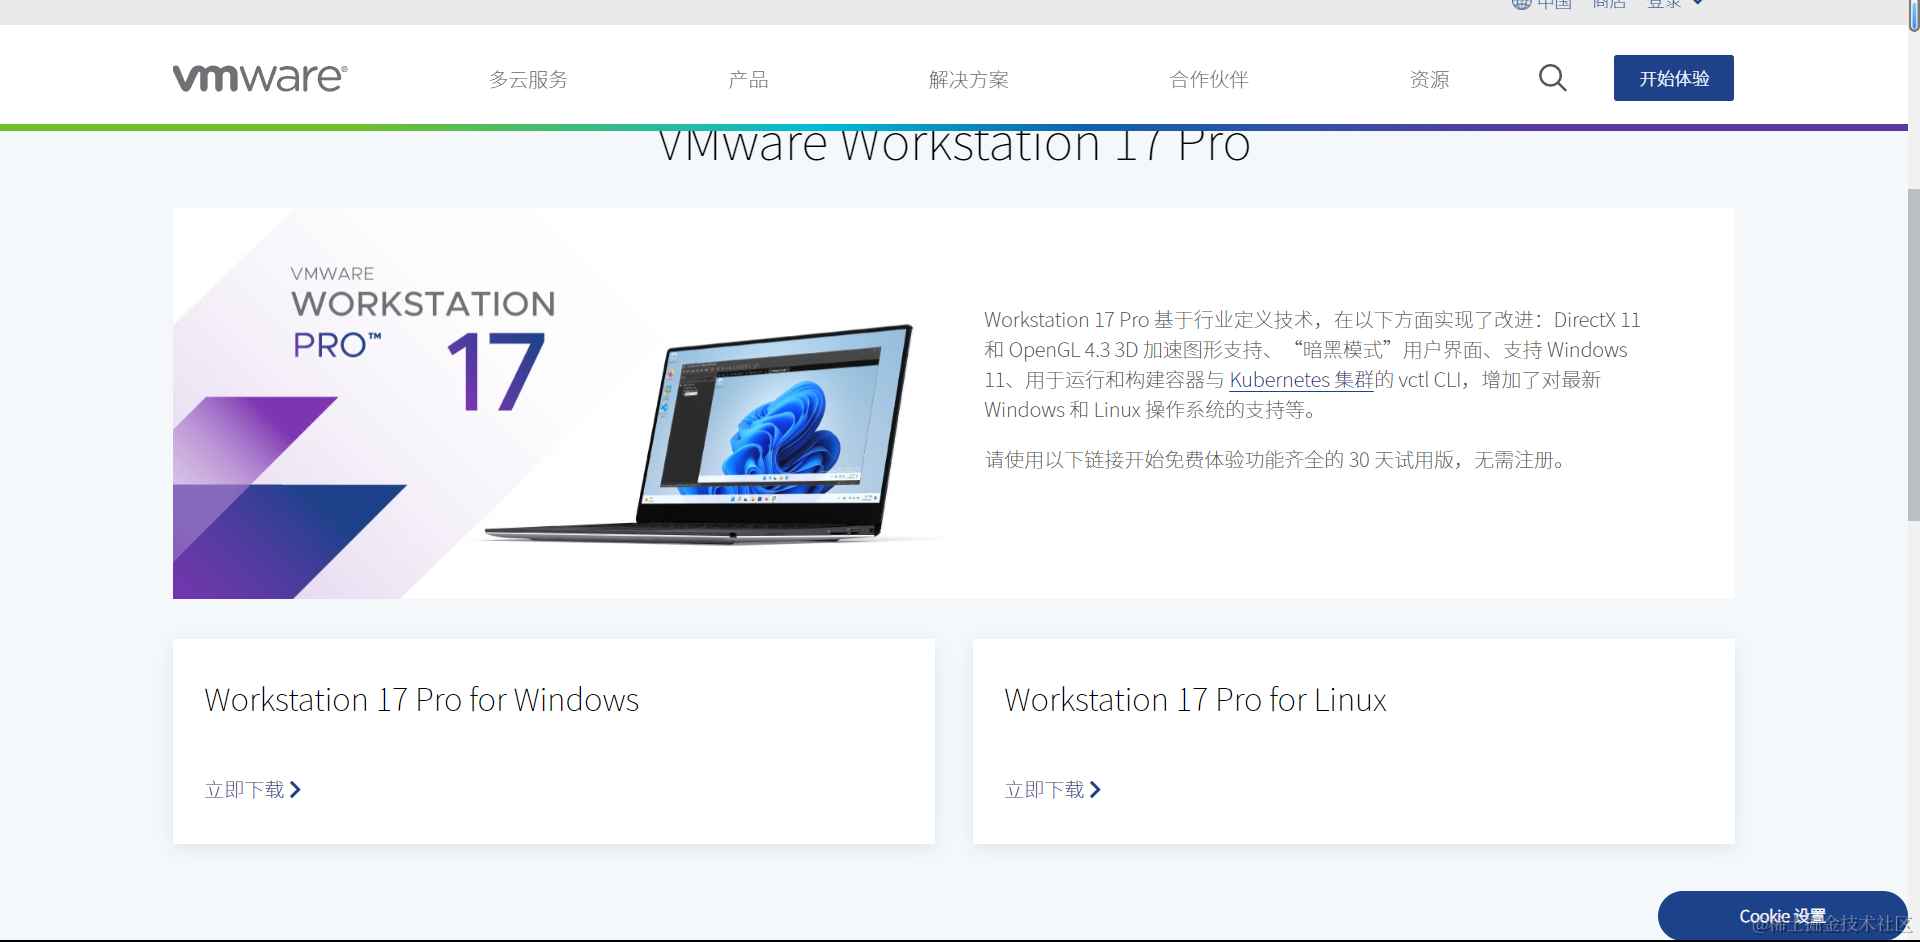 中国 商店 登录
vmware®
多云服务 产品 解决方案 合作伙伴 资源 开始体验
VMware Workstation 17 Pro
VMWARE
WORKSTATION
PRO™ 17
Workstation 17 Pro 基于行业定义技术，在以下方面实现了改进：DirectX 11
和 OpenGL 4.3 3D 加速图形支持、“暗黑模式”用户界面、支持 Windows
11、用于运行和构建容器与 Kubernetes 集群的 vctl CLI，增加了对最新
Windows 和 Linux 操作系统的支持等。
请使用以下链接开始免费体验功能齐全的 30 天试用版，无需注册。
Workstation 17 Pro for Windows
立即下载
Workstation 17 Pro for Linux
立即下载
Cookie 设置
@稀土掘金技术社区